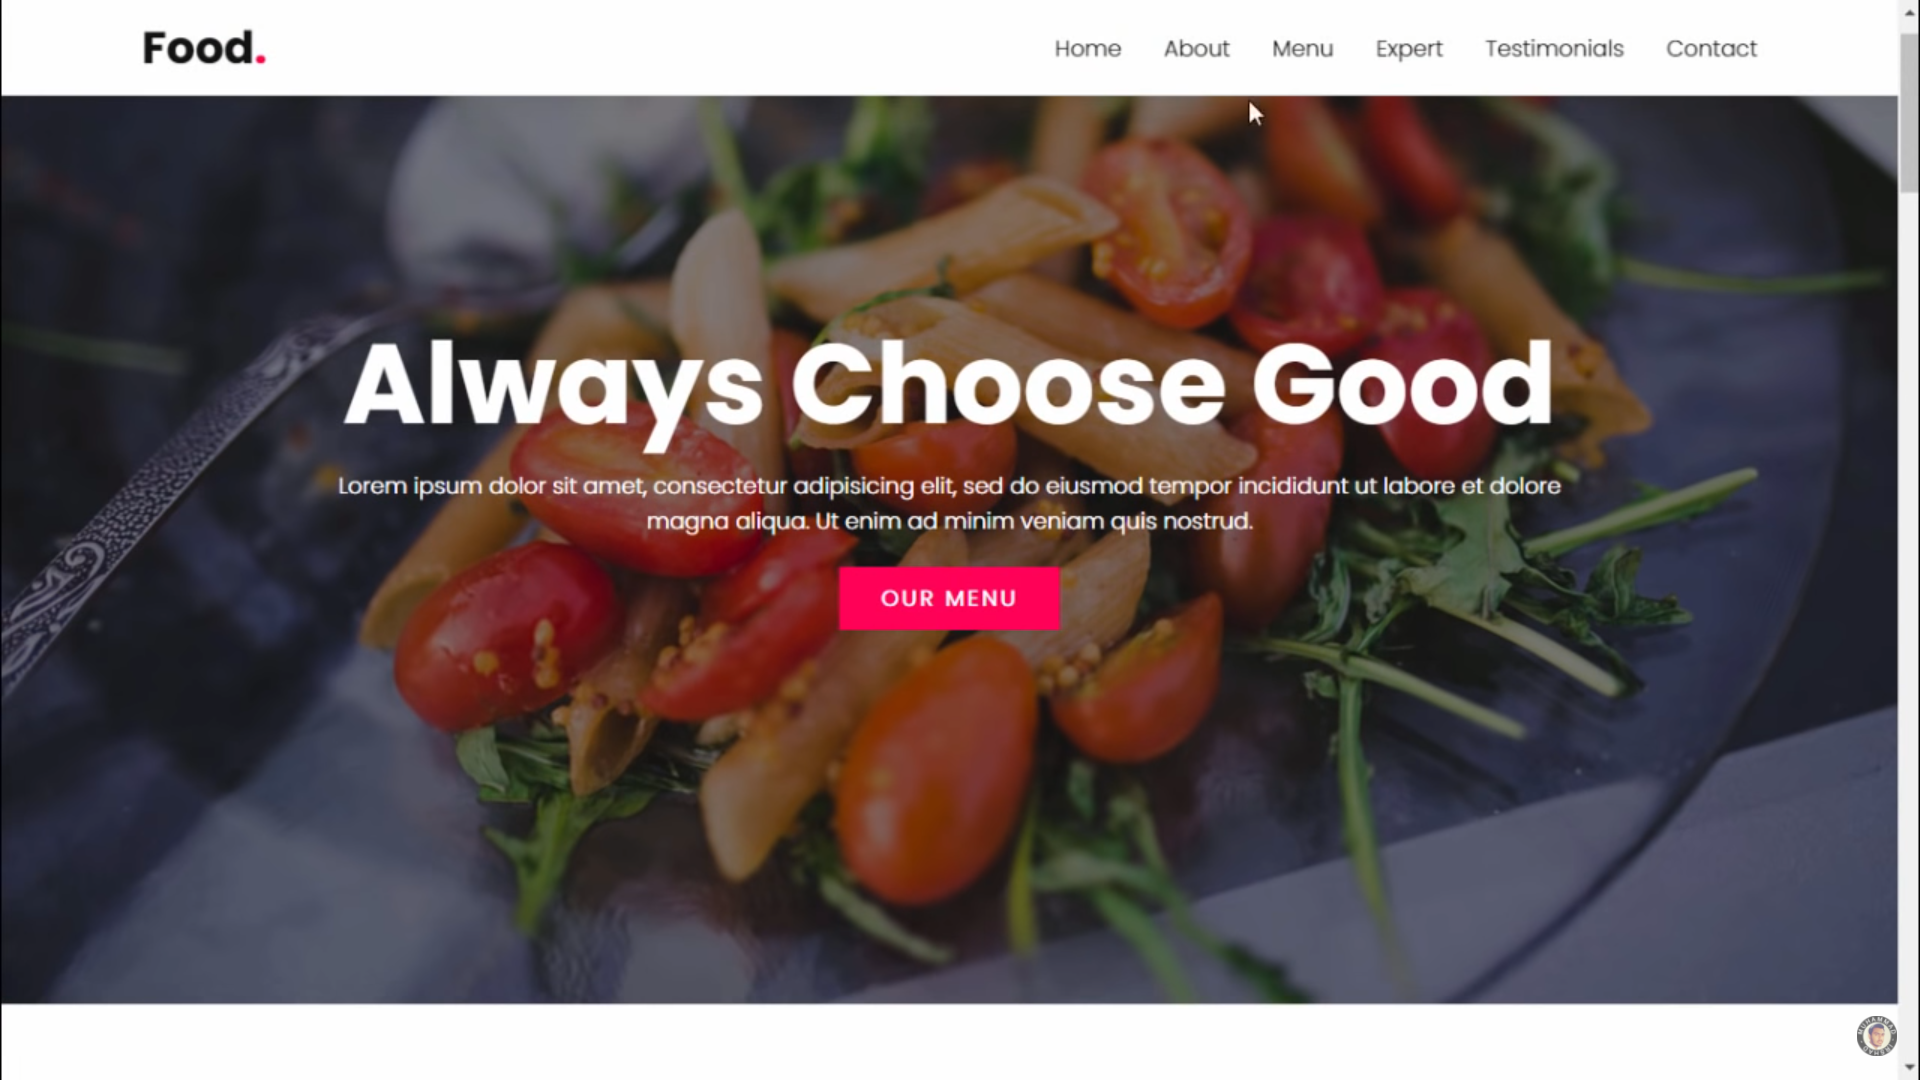 Food.
Home About Menu Expert Testimonials Contact
Always Choose Good
Lorem ipsum dolor sit amet, consectetur adipisicing elit, sed do eiusmod tempor incididunt ut labore et dolore
magna aliqua. Ut enim ad minim veniam quis nostrud.
OUR MENU